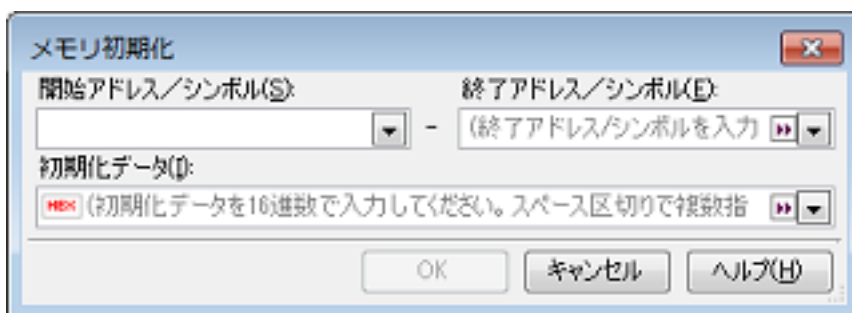 メモリ初期化
開始アドレス／シンボル(S): 終了アドレス／シンボル(E):
- (終了アドレス/シンボルを入力
初期化データ(I):
HEX (初期化データを16進数で入力してください。スペース区切りで複数指
OK キャンセル ヘルプ(H)